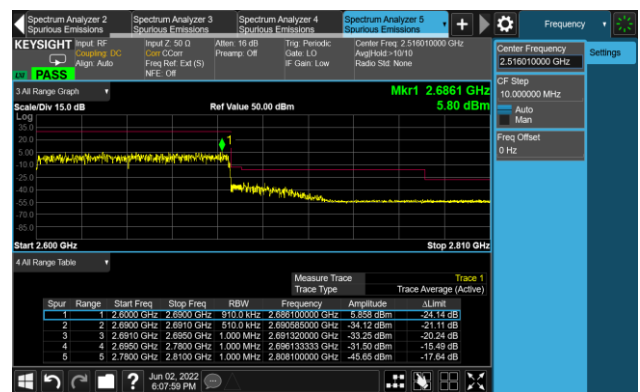 Spectrum Analyzer 2
Spurious Emissions
Spectrum Analyzer 3
Spurious Emissions
Spectrum Analyzer 4
Spurious Emissions
Spectrum Analyzer 5
Spurious Emissions
+
Frequency
KEYSIGHT
Input: RF
Coupling: DC
Align: Auto
Input Z: 50 Ω
Corr CCorr
Freq Ref: Ext (S)
NFE: Off
Atten: 16 dB
Preamp: Off
Trig: Periodic
Gate: LO
IF Gain: Low
Center Freq: 2.516010000 GHz
Avg|Hold:>10/10
Radio Std: None
PASS
Center Frequency
2.516010000 GHz
Settings
CF Step
10.000000 MHz
Auto
Man
Freq Offset
0 Hz
3 All Range Graph
Mkr1 2.6861 GHz
Scale/Div 15.0 dB
Ref Value 50.00 dBm
5.80 dBm
Log
35.0
20.0
5.00
-10.0
-25.0
-40.0
-55.0
-70.0
-85.0
1
Start 2.600 GHz
Stop 2.810 GHz
4 All Range Table
Measure Trace Trace 1
Trace Type Trace Average (Active)
Spur Range Start Freq Stop Freq RBW Frequency Amplitude ΔLimit
1 1 2.6000 GHz 2.6900 GHz 910.0 kHz 2.686100000 GHz 5.858 dBm -24.14 dB
2 2 2.6900 GHz 2.6910 GHz 510.0 kHz 2.690585000 GHz -34.12 dBm -21.11 dB
3 3 2.6910 GHz 2.6950 GHz 1.000 MHz 2.691320000 GHz -33.25 dBm -20.24 dB
4 4 2.6950 GHz 2.7800 GHz 1.000 MHz 2.696133333 GHz -31.50 dBm -15.49 dB
5 5 2.7800 GHz 2.8100 GHz 1.000 MHz 2.808100000 GHz -45.65 dBm -17.64 dB
?
Jun 02, 2022
6:07:59 PM